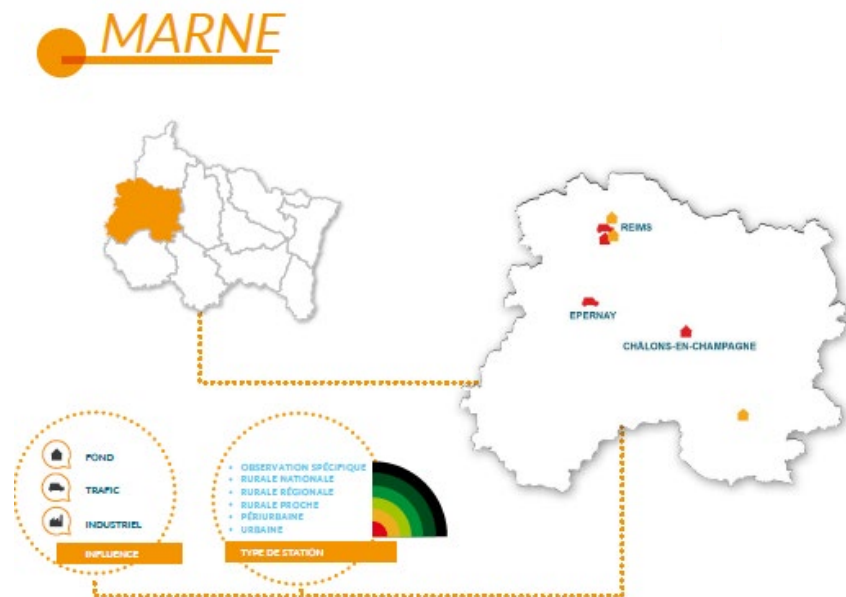 MARNE
REIMS
EPERNAY
CHÂLONS-EN-CHAMPAGNE
FOND
TRAFIC
INDUSTRIEL
INFLUENCE
OBSERVATION SPÉCIFIQUE
RURALE NATIONALE
RURALE RÉGIONALE
RURALE PROCHE
PÉRIURBAINE
URBAINE
TYPE DE STATION